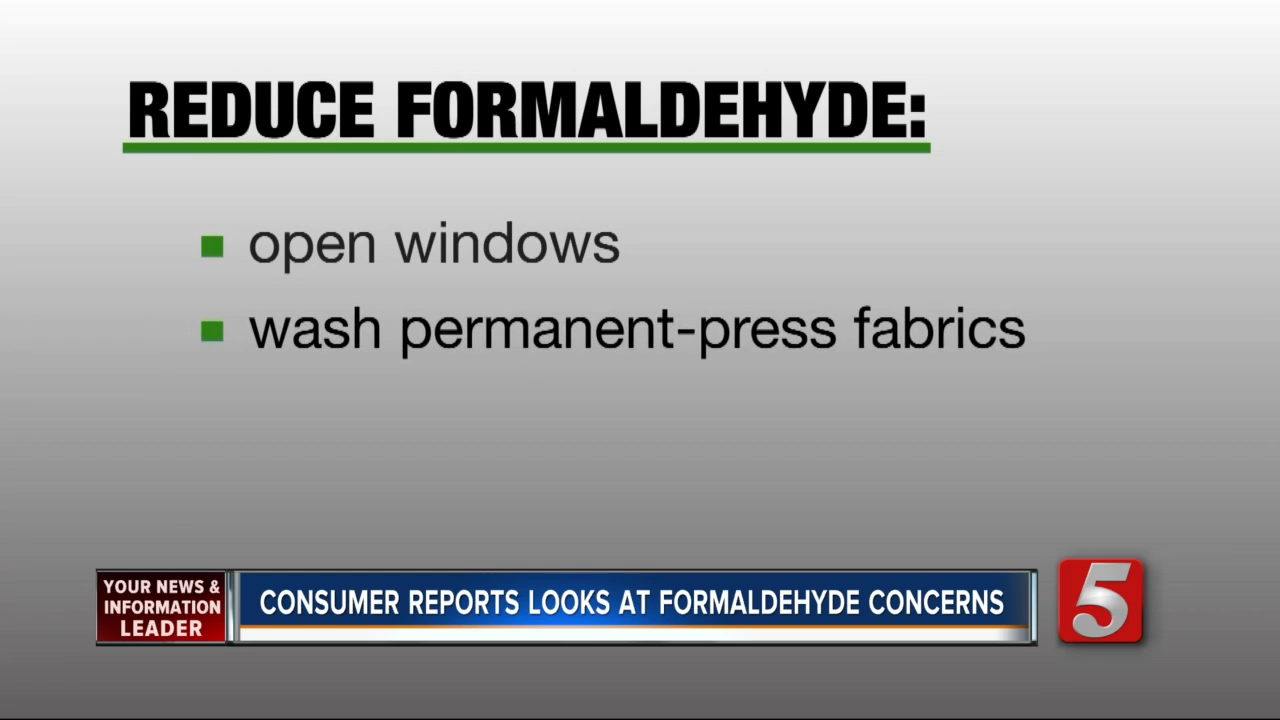 REDUCE FORMALDEHYDE:
open windows
wash permanent-press fabrics
YOUR NEWS &
INFORMATION
LEADER
CONSUMER REPORTS LOOKS AT FORMALDEHYDE CONCERNS
5